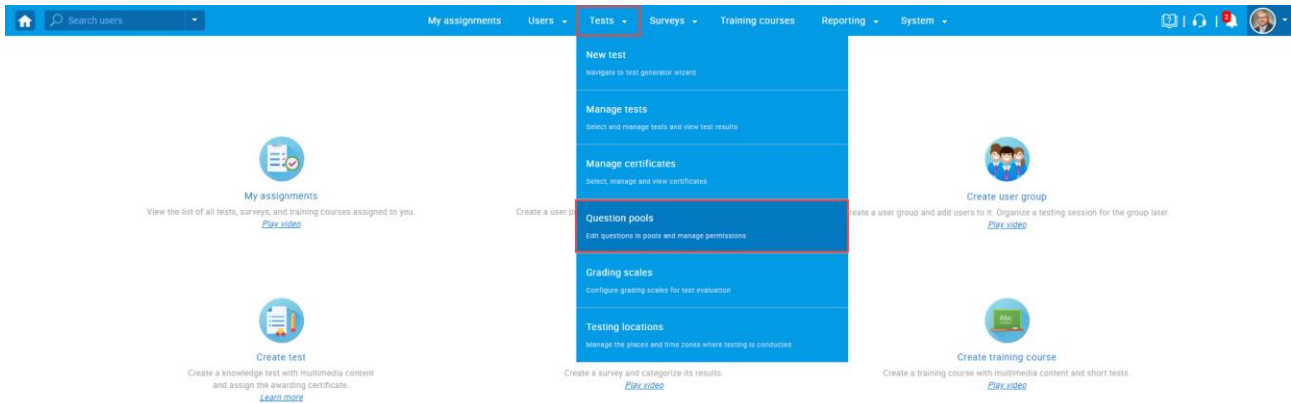 Search users
My assignments Users Tests Surveys Training courses Reporting System
2
New test
Navigate to test generator wizard
Manage tests
Select and manage tests and view test results
Manage certificates
Select, manage and view certificates
Question pools
Edit questions in pools and manage permissions
Grading scales
Configure grading scales for test evaluation
Testing locations
Manage the places and time zones where testing is conducted
My assignments
View the list of all tests, surveys, and training courses assigned to you.
Play video
Create a user p
Create user group
reate a user group and add users to it. Organize a testing session for the group later.
Play video
Create test
Create a knowledge test with multimedia content
and assign the awarding certificate.
Learn more
Create a survey and categorize its results.
Play video
Abc
Create training course
Create a training course with multimedia content and short tests.
Play video